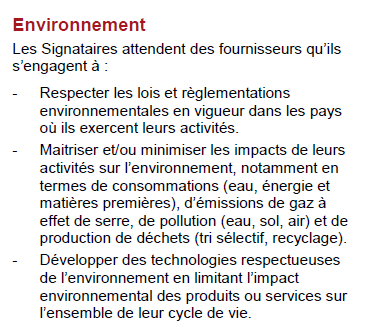 Environnement
Les Signataires attendent des fournisseurs qu'ils
s'engagent à :
- Respecter les lois et règlementations
environnementales en vigueur dans les pays
où ils exercent leurs activités.
- Maitriser et/ou minimiser les impacts de leurs
activités sur l'environnement, notamment en
termes de consommations (eau, énergie et
matières premières), d'émissions de gaz à
effet de serre, de pollution (eau, sol, air) et de
production de déchets (tri sélectif, recyclage).
- Développer des technologies respectueuses
de l'environnement en limitant l'impact
environnemental des produits ou services sur
l'ensemble de leur cycle de vie.